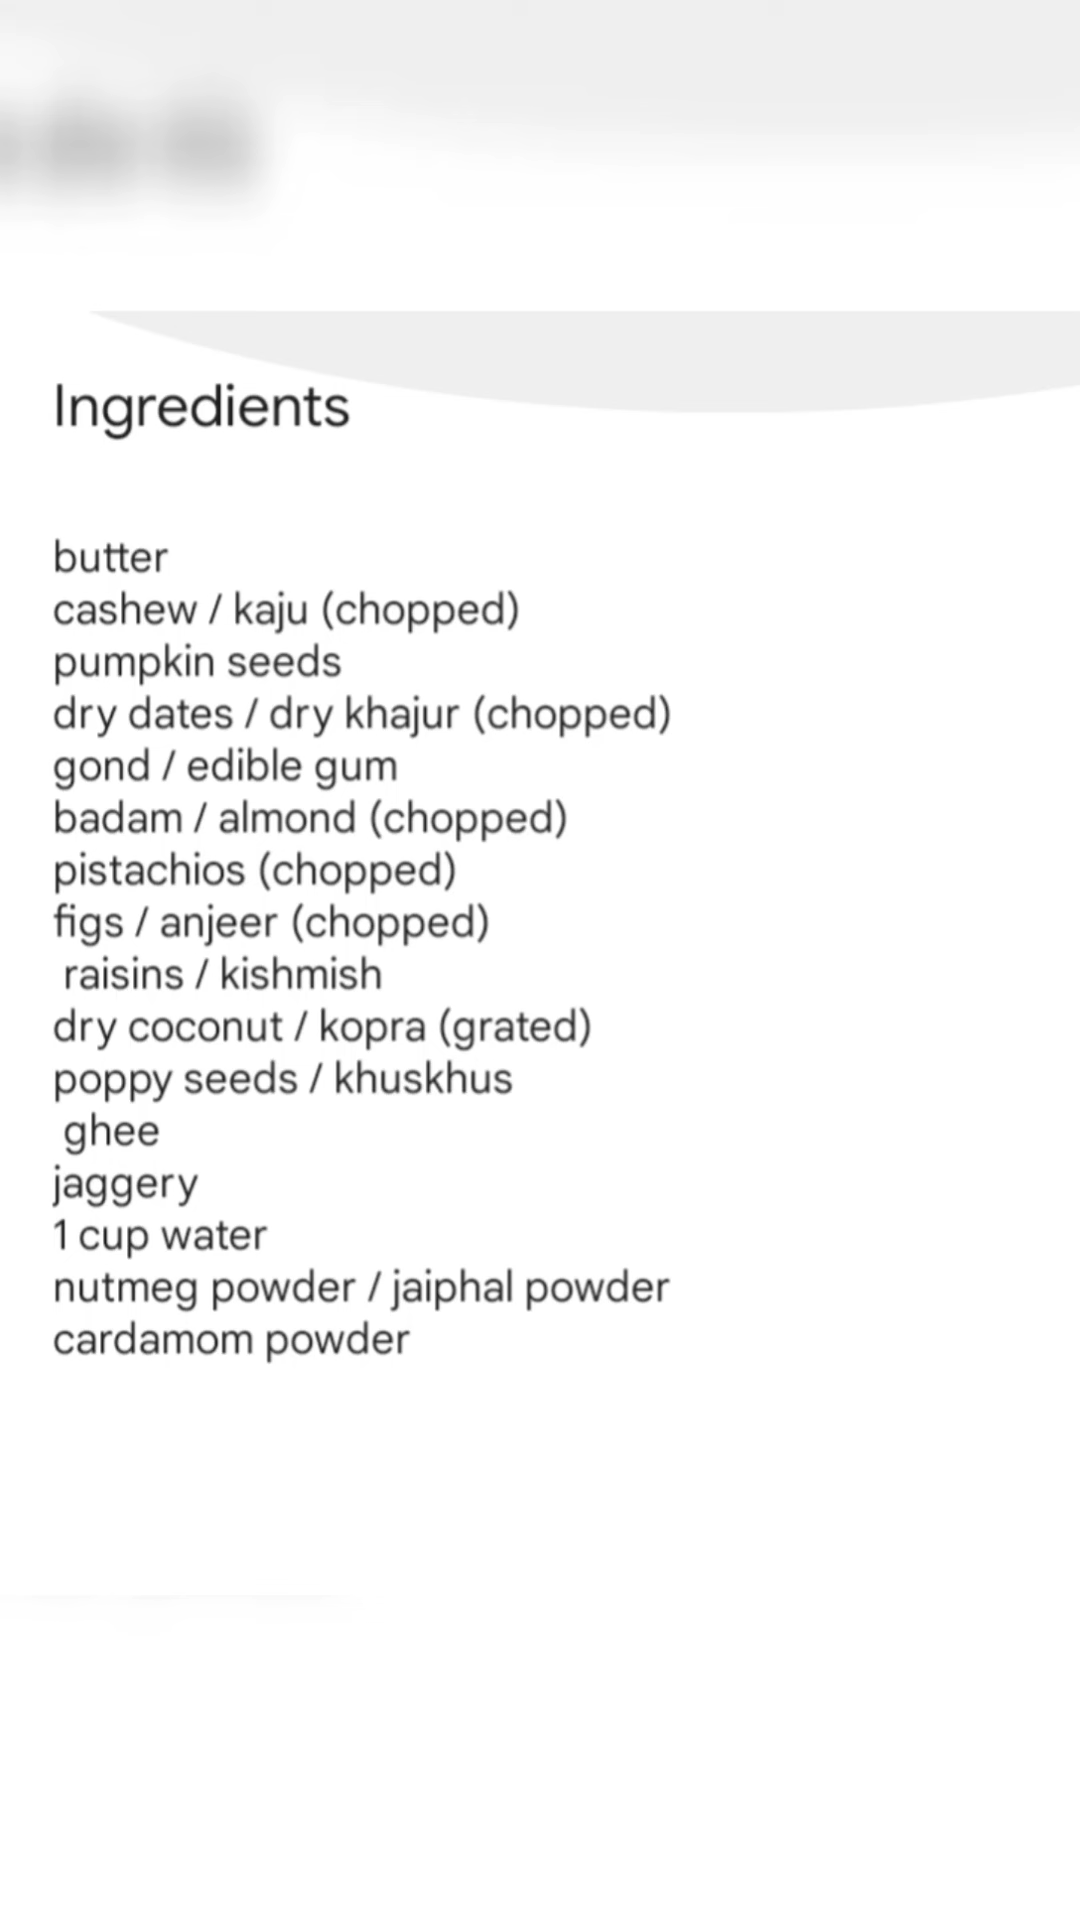 Ingredients
butter
cashew / kaju (chopped)
pumpkin seeds
dry dates / dry khajur (chopped)
gond / edible gum
badam / almond (chopped)
pistachios (chopped)
figs / anjeer (chopped)
raisins / kishmish
dry coconut / kopra (grated)
poppy seeds / khuskhus
ghee
jaggery
1 cup water
nutmeg powder / jaiphal powder
cardamom powder